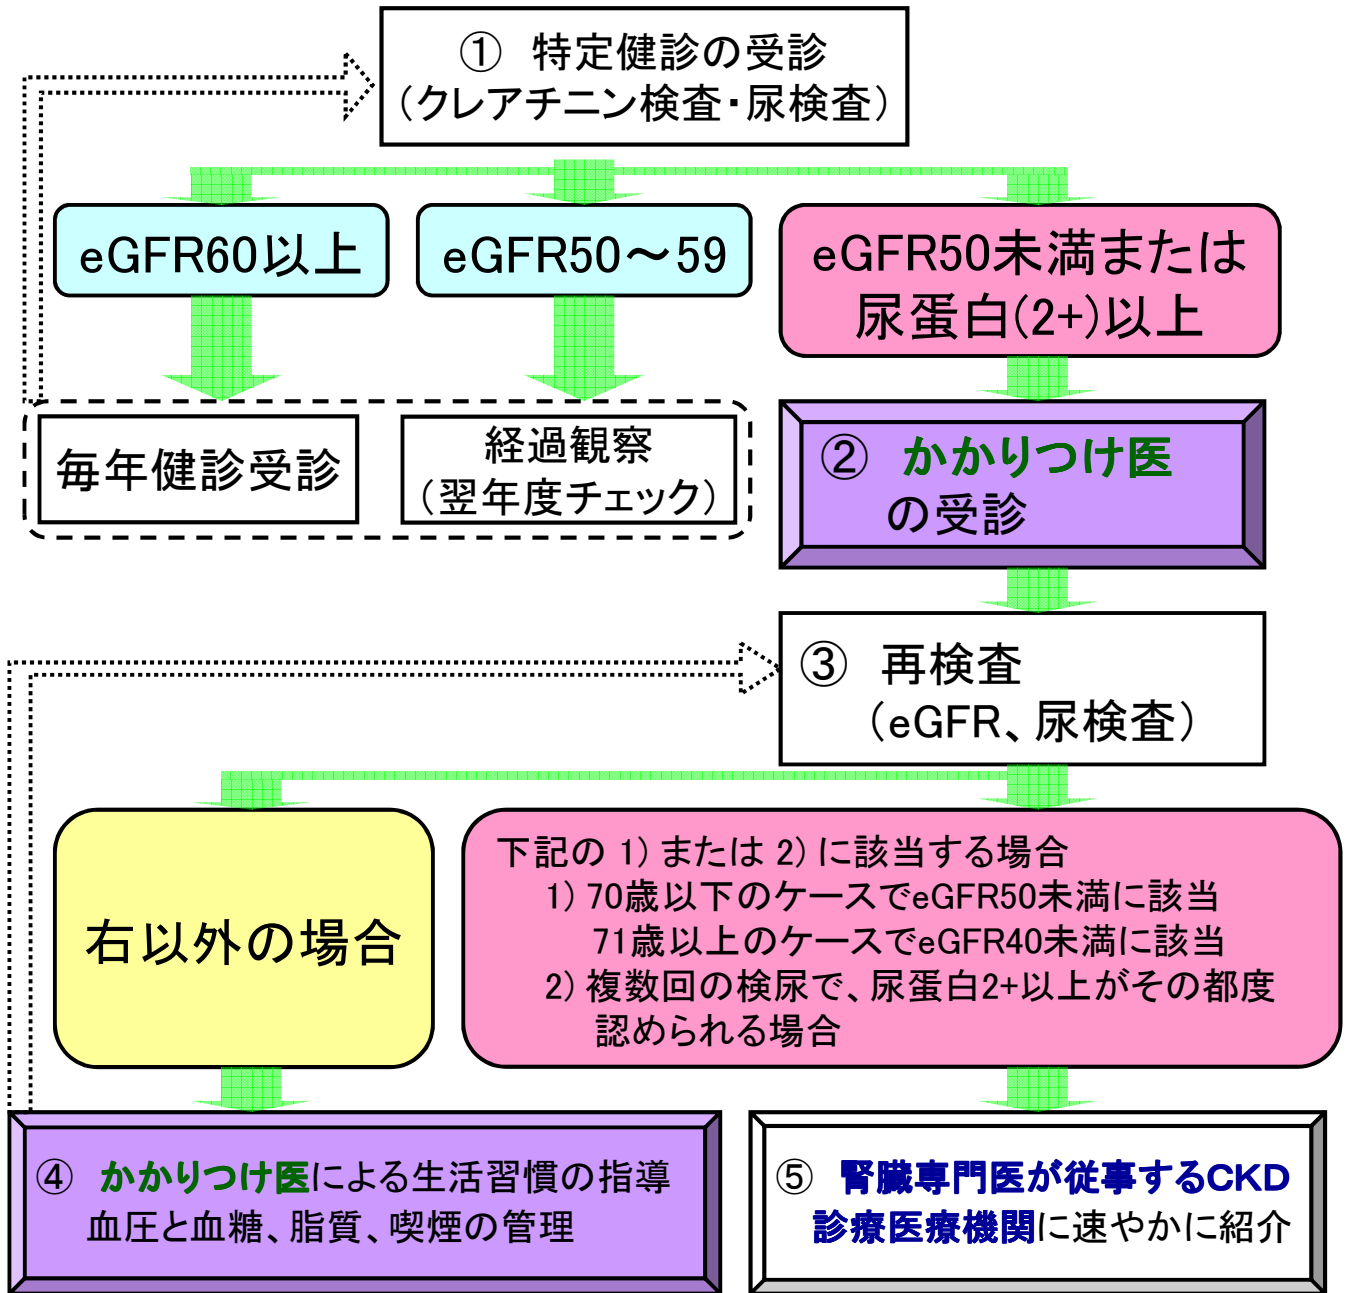 ① 特定健診の受診
（クレアチニン検査・尿検査）
eGFR60以上
eGFR50～59
eGFR50未満または
尿蛋白(2+)以上
毎年健診受診
経過観察
（翌年度チェック）
② かかりつけ医
の受診
③ 再検査
（eGFR、尿検査）
右以外の場合
下記の 1) または 2) に該当する場合
1) 70歳以下のケースでeGFR50未満に該当
71歳以上のケースでeGFR40未満に該当
2) 複数回の検尿で、尿蛋白2+以上がその都度
認められる場合
④ かかりつけ医による生活習慣の指導
血圧と血糖、脂質、喫煙の管理
⑤ 腎臓専門医が従事するCKD
診療医療機関に速やかに紹介